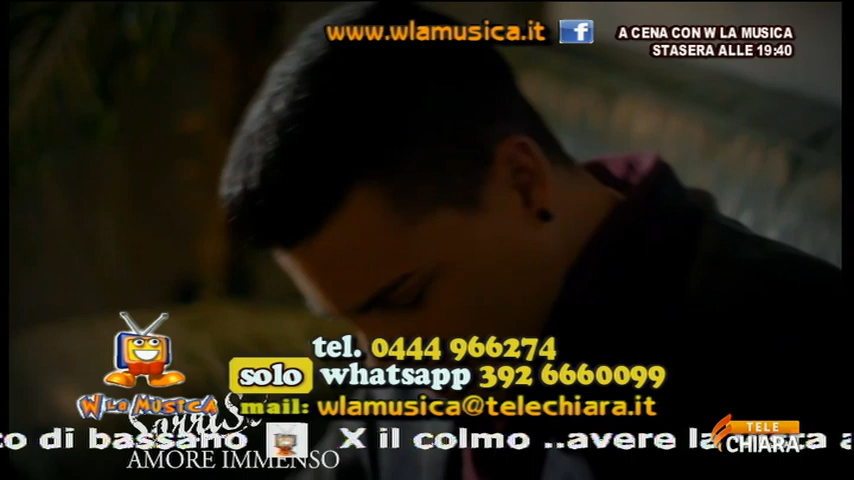 www.wlamusica.it f
A CENA CON W LA MUSICA
STASERA ALLE 19:40
tel. 0444 966274
solo whatsapp 392 6660099
W LA MUSICA
mail: wlamusica@telechiara.it
to di bassano X il colmo ..avere la
TELE
CHIARA
AMORE IMMENSO